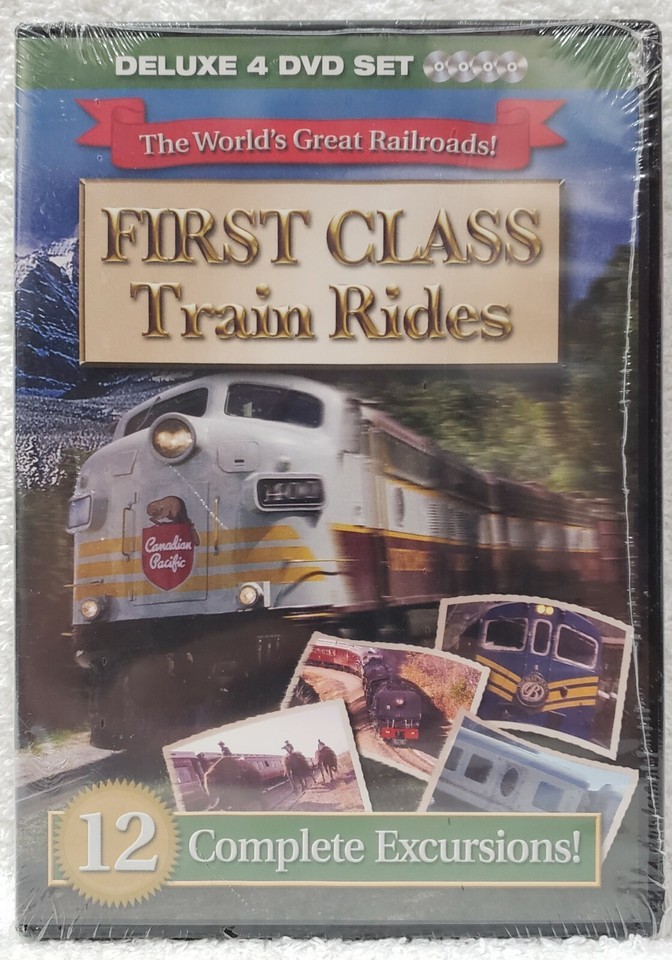 DELUXE 4 DVD SET
The World's Great Railroads!
FIRST CLASS
Train Rides
Canadian
Pacific
12 Complete Excursions!